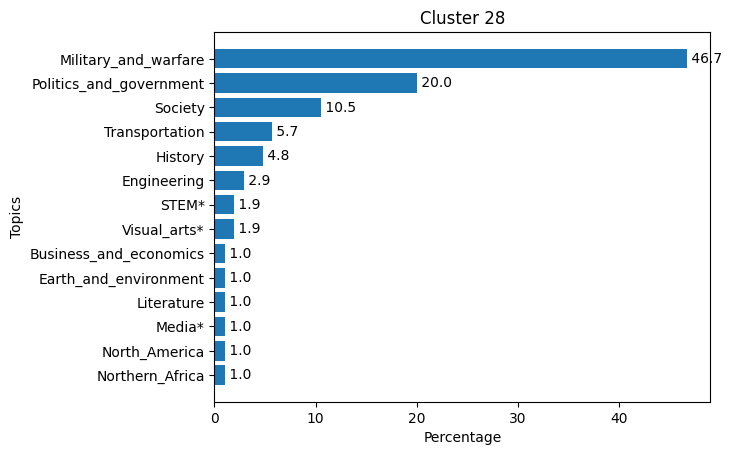 Cluster 28
Topics
Military_and_warfare 46.7
Politics_and_government 20.0
Society 10.5
Transportation 5.7
History 4.8
Engineering 2.9
STEM* 1.9
Visual_arts* 1.9
Business_and_economics 1.0
Earth_and_environment 1.0
Literature 1.0
Media* 1.0
North_America 1.0
Northern_Africa 1.0
0 10 20 30 40
Percentage